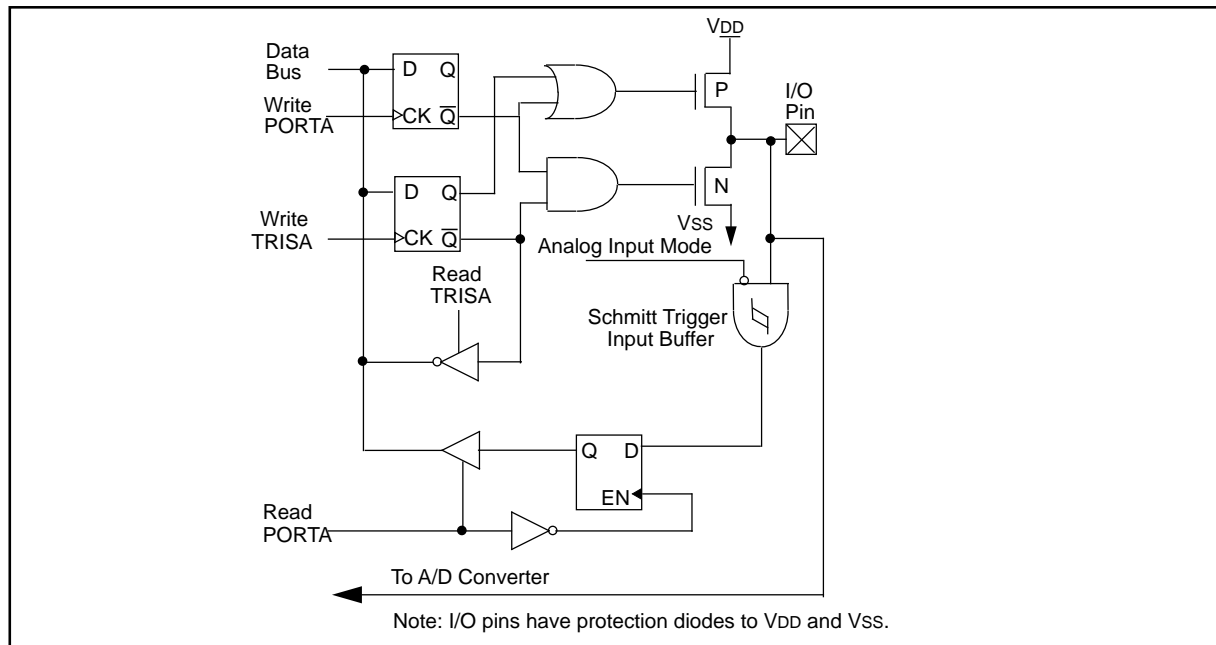 VDD
Data
Bus
D Q
P
I/O
Pin
Write
PORTA
CK Q̅
D Q
N
Write
TRISA
CK Q̅
VSS
Analog Input Mode
Read
TRISA
Schmitt Trigger
Input Buffer
Q D
EN
Read
PORTA
To A/D Converter
Note: I/O pins have protection diodes to VDD and VSS.